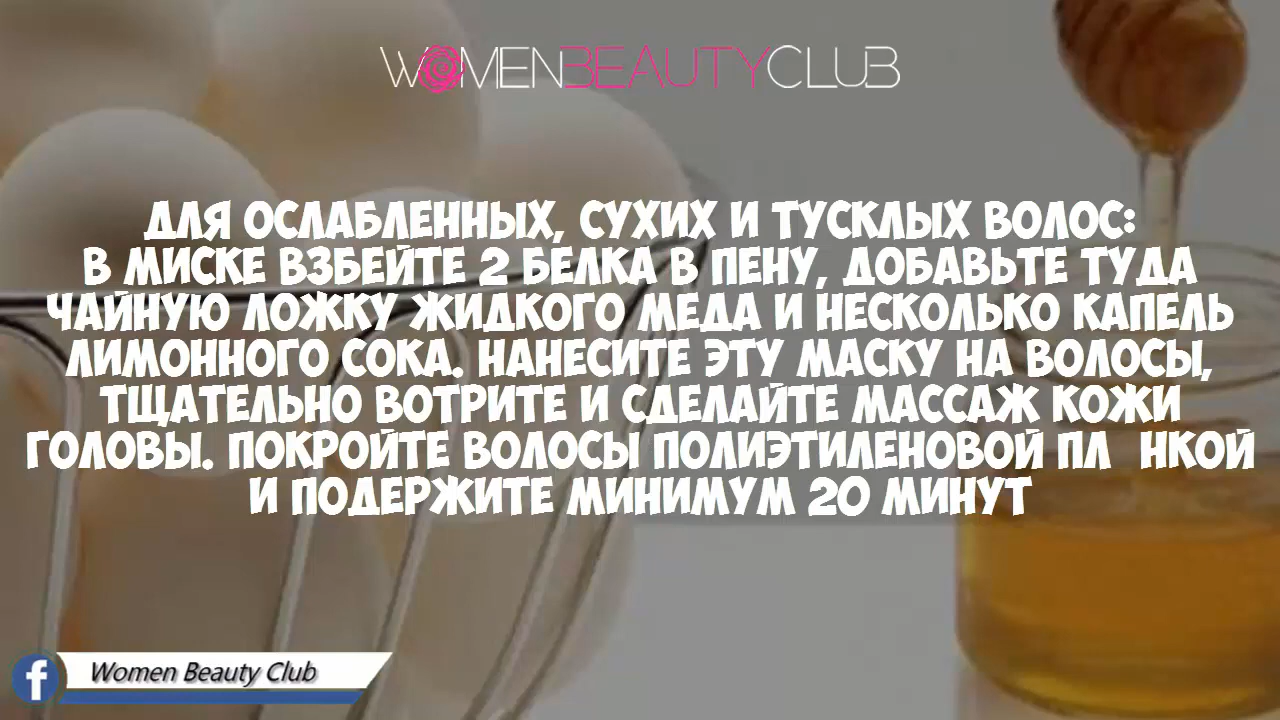 WOMENBEAUTYCLUB
ДЛЯ ОСЛАБЛЕННЫХ, СУХИХ И ТУСКЛЫХ ВОЛОС:
В МИСКЕ ВЗБЕЙТЕ 2 БЕЛКА В ПЕНУ, ДОБАВЬТЕ ТУДА
ЧАЙНУЮ ЛОЖКУ ЖИДКОГО МЕДА И НЕСКОЛЬКО КАПЕЛЬ
ЛИМОННОГО СОКА. НАНЕСИТЕ ЭТУ МАСКУ НА ВОЛОСЫ,
ТЩАТЕЛЬНО ВОТРИТЕ И СДЕЛАЙТЕ МАССАЖ КОЖИ
ГОЛОВЫ. ПОКРОЙТЕ ВОЛОСЫ ПОЛИЭТИЛЕНОВОЙ ПЛ НКОЙ
И ПОДЕРЖИТЕ МИНИМУМ 20 МИНУТ
f Women Beauty Club